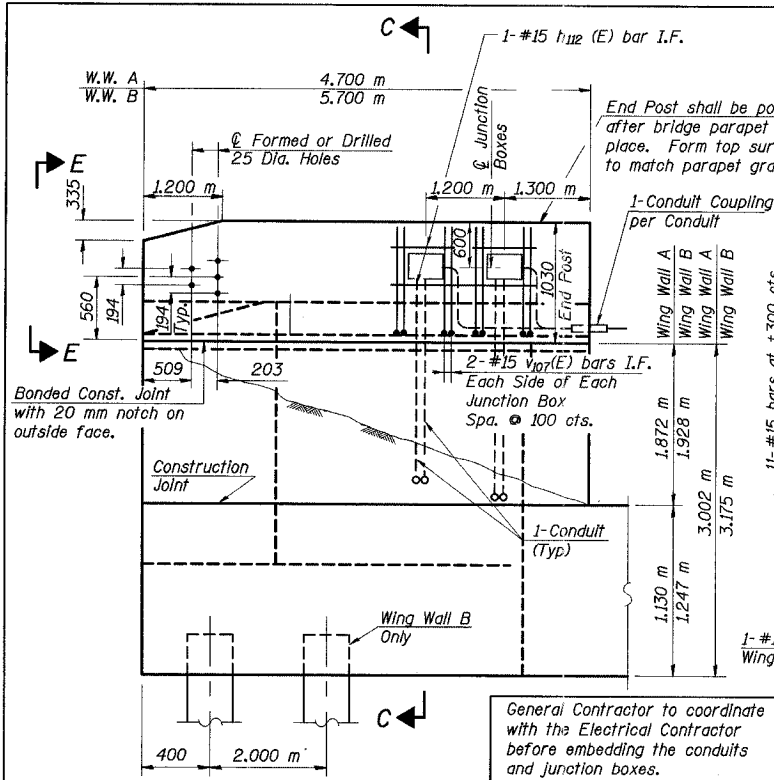 C
1-#15 h112 (E) bar I.F.
W.W. A
4.700 m
W.W. B
5.700 m
End Post shall be
after bridge parapet
place. Form top
to match parapet
℄ Formed or Drilled
25 Dia. Holes
℄ Junction
Boxes
E
335
1.200 m
1.200 m
1.300 m
1-Conduit Coupling
per Conduit
600
1030
End Post
560
194
194
Typ.
Wing Wall A
Wing Wall B
Wing Wall A
Wing Wall B
E
509
203
2-#15 v107(E) bars I.F.
Each Side of Each
Junction Box
Spa. @ 100 cts.
Bonded Const. Joint
with 20 mm notch on
outside face.
1.872 m
1.928 m
3.002 m
3.175 m
11-#15 bars at ±300 cts.
Construction
Joint
1-Conduit
(Typ)
1.130 m
1.247 m
Wing Wall B
Only
Wing
C
400
2.000 m
General Contractor to coordinate
with the Electrical Contractor
before embedding the conduits
and junction boxes.